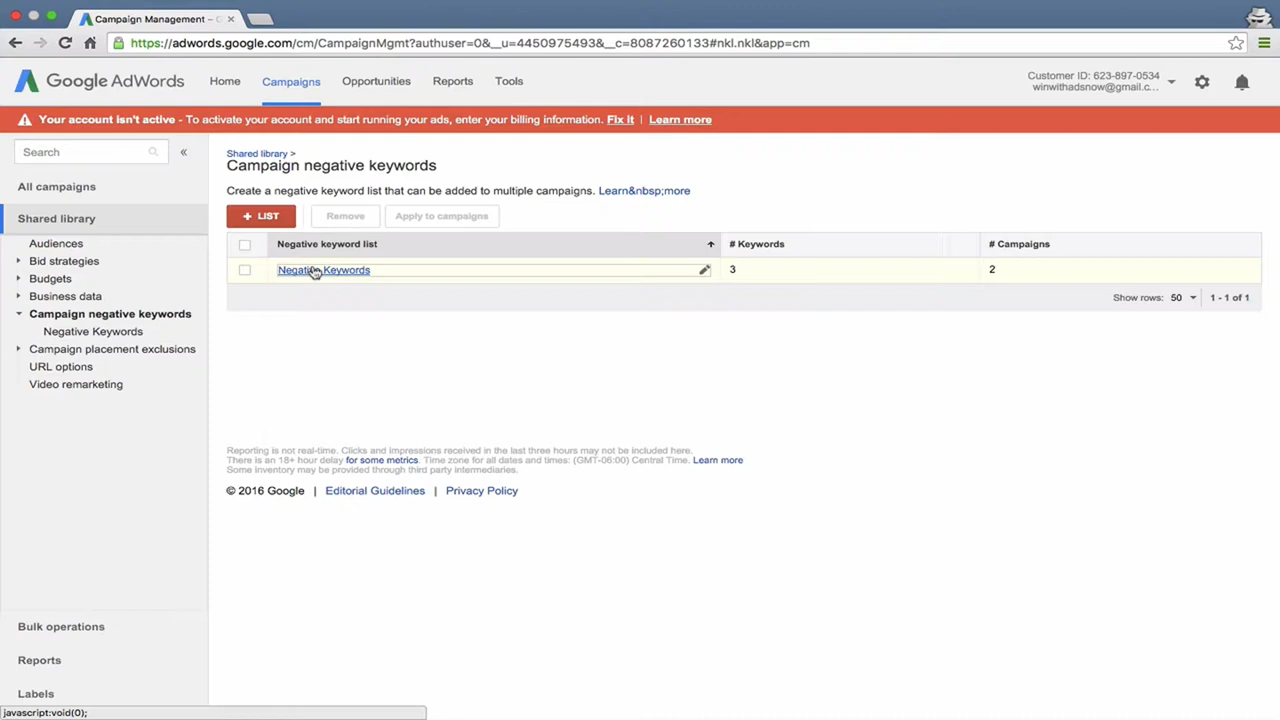 Campaign Management – 
https://adwords.google.com/cm/CampaignMgmt?authuser=0&__u=4450975493&__c=8087260133#nkl.nkl&app=cm
Google AdWords
Home
Campaigns
Opportunities
Reports
Tools
Customer ID: 623-897-0534
winwithadsnow@gmail.c...
Your account isn't active - To activate your account and start running your ads, enter your billing information. Fix it | Learn more
Search
«
All campaigns
Shared library
Audiences
Bid strategies
Budgets
Business data
Campaign negative keywords
Negative Keywords
Campaign placement exclusions
URL options
Video remarketing
Bulk operations
Reports
Labels
Shared library >
Campaign negative keywords
Create a negative keyword list that can be added to multiple campaigns. Learn&nbsp;more
+ LIST
Remove
Apply to campaigns
Negative keyword list
# Keywords
# Campaigns
Negative Keywords
3
2
Show rows: 50
1 - 1 of 1
Reporting is not real-time. Clicks and impressions received in the last three hours may not be included here.
There is an 18+ hour delay for some metrics. Time zone for all dates and times: (GMT-06:00) Central Time. Learn more
Some inventory may be provided through third party intermediaries.
© 2016 Google | Editorial Guidelines | Privacy Policy
javascript:void(0);